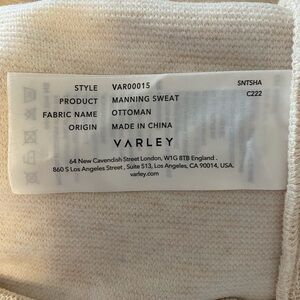 STYLE VAR00015 SNTSHA
PRODUCT MANNING SWEAT C222
FABRIC NAME OTTOMAN
ORIGIN MADE IN CHINA
VARLEY
64 New Cavendish Street London, W1G 8TB England .
860 S Los Angeles Street , Suite 513, Los Angeles, CA 90014, USA.
varley.com